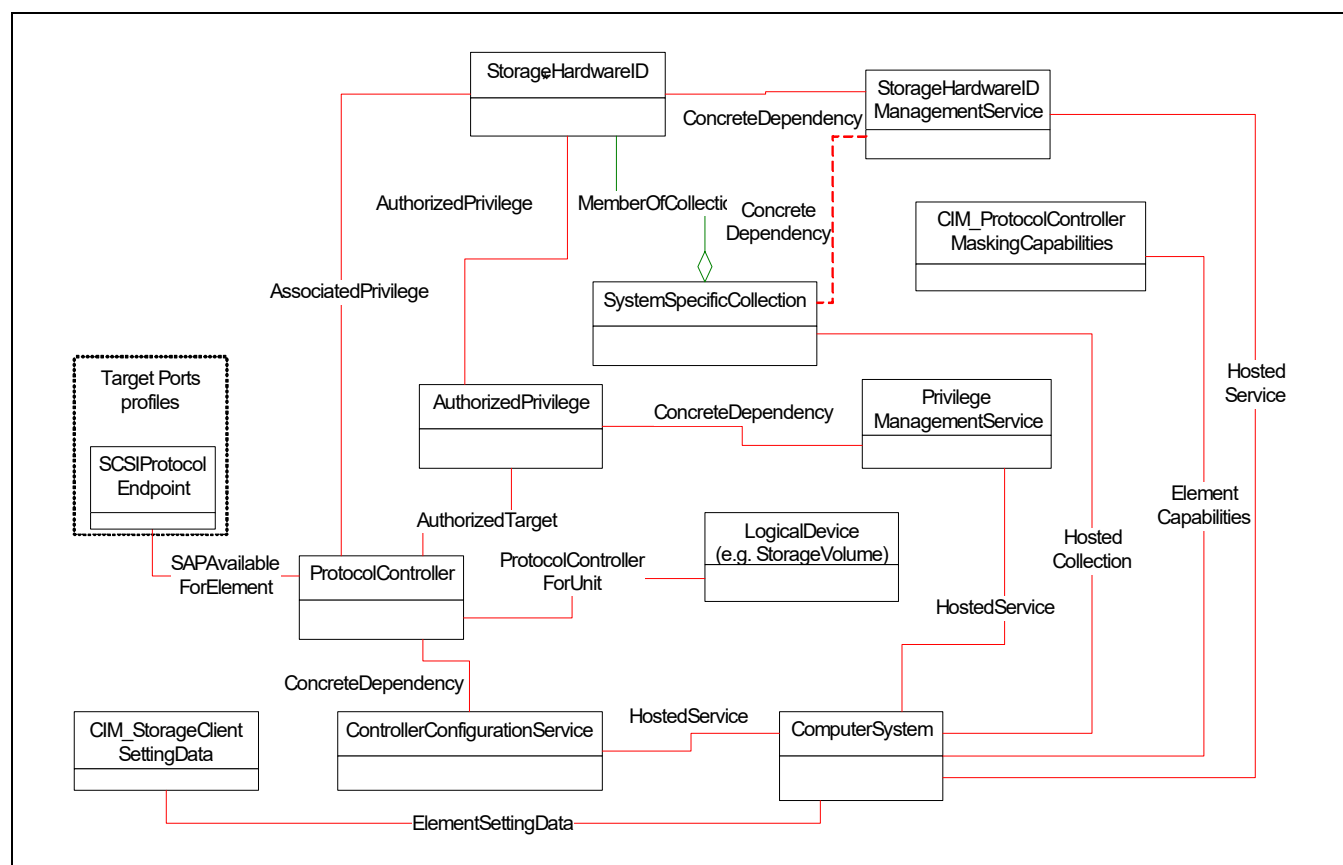 StorageHardwareID
StorageHardwareID
ManagementService
ConcreteDependency
AuthorizedPrivilege
MemberOfCollectic
Concrete
Dependency
CIM_ProtocolController
MaskingCapabilities
AssociatedPrivilege
SystemSpecificCollection
Target Ports
profiles
Hosted
Service
AuthorizedPrivilege
ConcreteDependency
Privilege
ManagementService
SCSIProtocol
Endpoint
Element
Capabilities
AuthorizedTarget
LogicalDevice
(e.g. StorageVolume)
Hosted
Collection
SAPAvailable
ForElement
ProtocolController
ProtocolController
ForUnit
HostedService
ConcreteDependency
CIM_StorageClient
SettingData
ControllerConfigurationService
HostedService
ComputerSystem
ElementSettingData